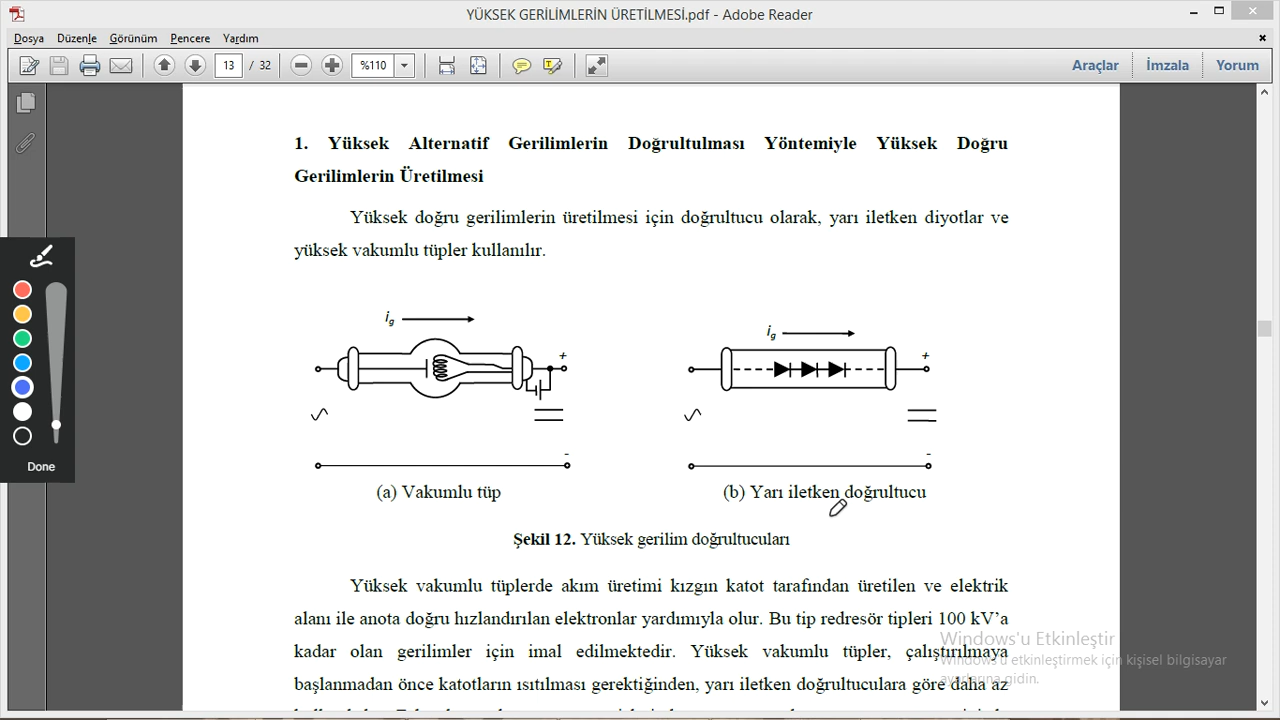 YÜKSEK GERİLİMLERİN ÜRETİLMESİ.pdf - Adobe Reader
Dosya Düzenle Görünüm Pencere Yardım
13 / 32 %110 Araçlar İmzala Yorum
1. Yüksek Alternatif Gerilimlerin Doğrultulması Yöntemiyle Yüksek Doğru
Gerilimlerin Üretilmesi
Yüksek doğru gerilimlerin üretilmesi için doğrultucu olarak, yarı iletken diyotlar ve
yüksek vakumlu tüpler kullanılır.
ig
ig
+
+
-
-
(a) Vakumlu tüp
(b) Yarı iletken doğrultucu
Şekil 12. Yüksek gerilim doğrultucuları
Yüksek vakumlu tüplerde akım üretimi kızgın katot tarafından üretilen ve elektrik
alanı ile anota doğru hızlandırılan elektronlar yardımıyla olur. Bu tip redresör tipleri 100 kV’a
kadar olan gerilimler için imal edilmektedir. Yüksek vakumlu tüpler, çalıştırılmaya
başlanmadan önce katotların ısıtılması gerektiğinden, yarı iletken doğrultuculara göre daha az
Done
Windows'u Etkinleştir
Windows'u etkinleştirmek için kişisel bilgisayar
ayarlarına gidin.